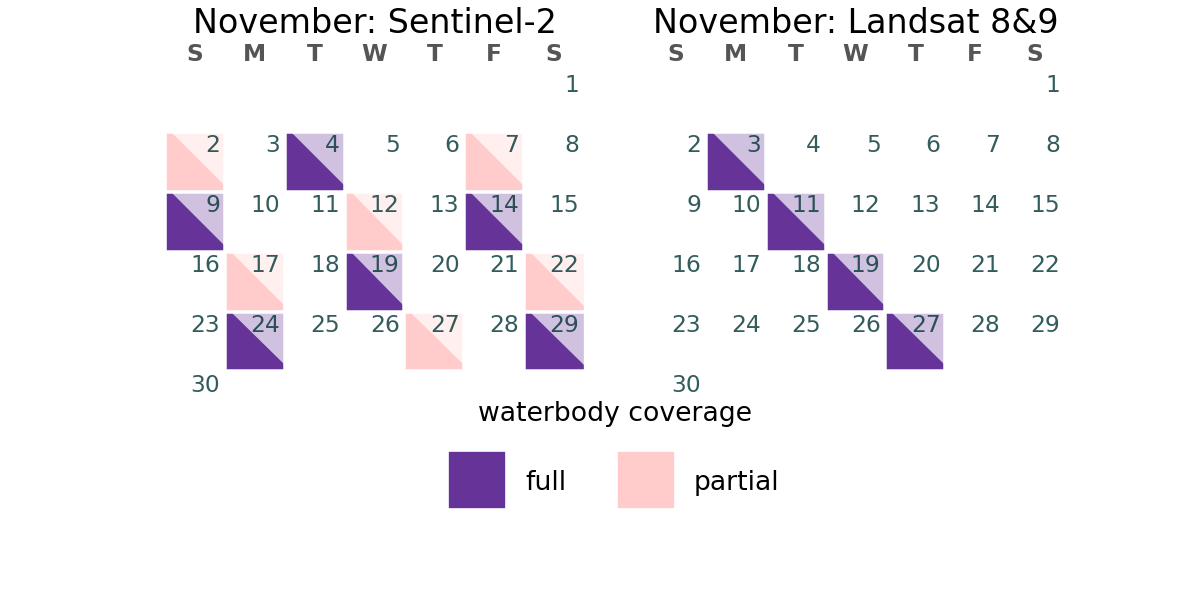 November: Sentinel-2
S M T W T F S
1
2 3 4 5 6 7 8
9 10 11 12 13 14 15
16 17 18 19 20 21 22
23 24 25 26 27 28 29
30
November: Landsat 8&9
S M T W T F S
1
2 3 4 5 6 7 8
9 10 11 12 13 14 15
16 17 18 19 20 21 22
23 24 25 26 27 28 29
30
waterbody coverage
full partial